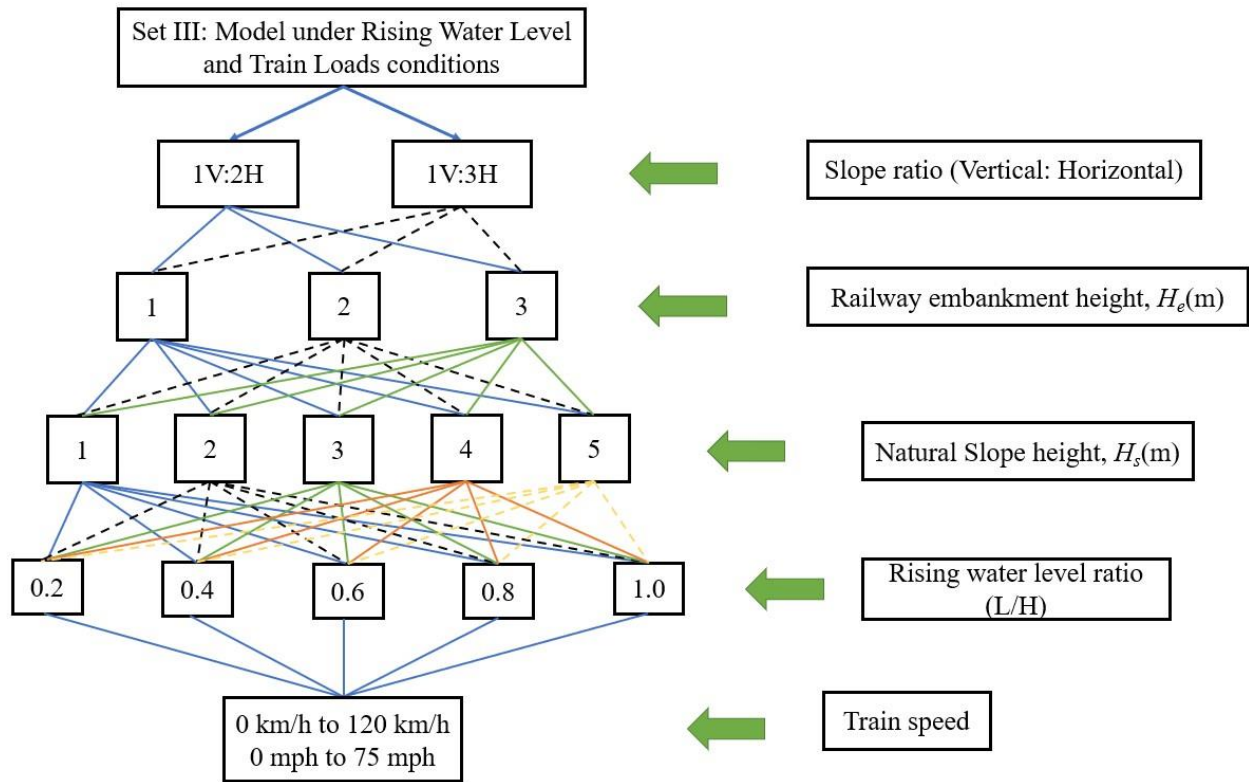 Set III: Model under Rising Water Level
and Train Loads conditions
1V:2H
1V:3H
Slope ratio (Vertical: Horizontal)
1
2
3
Railway embankment height, He(m)
1
2
3
4
5
Natural Slope height, Hs(m)
0.2
0.4
0.6
0.8
1.0
Rising water level ratio
(L/H)
0 km/h to 120 km/h
0 mph to 75 mph
Train speed